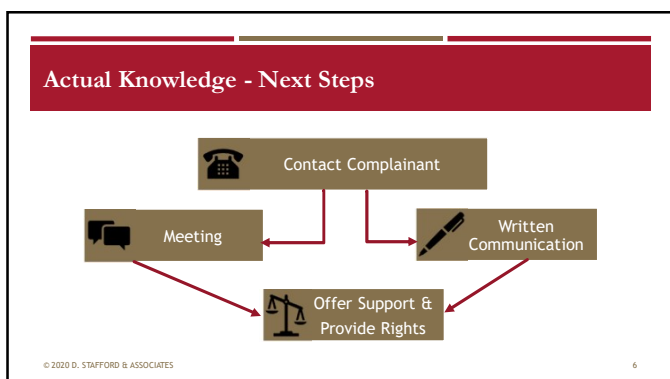 Actual Knowledge - Next Steps
Contact Complainant
Meeting
Written
Communication
Offer Support &
Provide Rights
© 2020 D. STAFFORD & ASSOCIATES
6